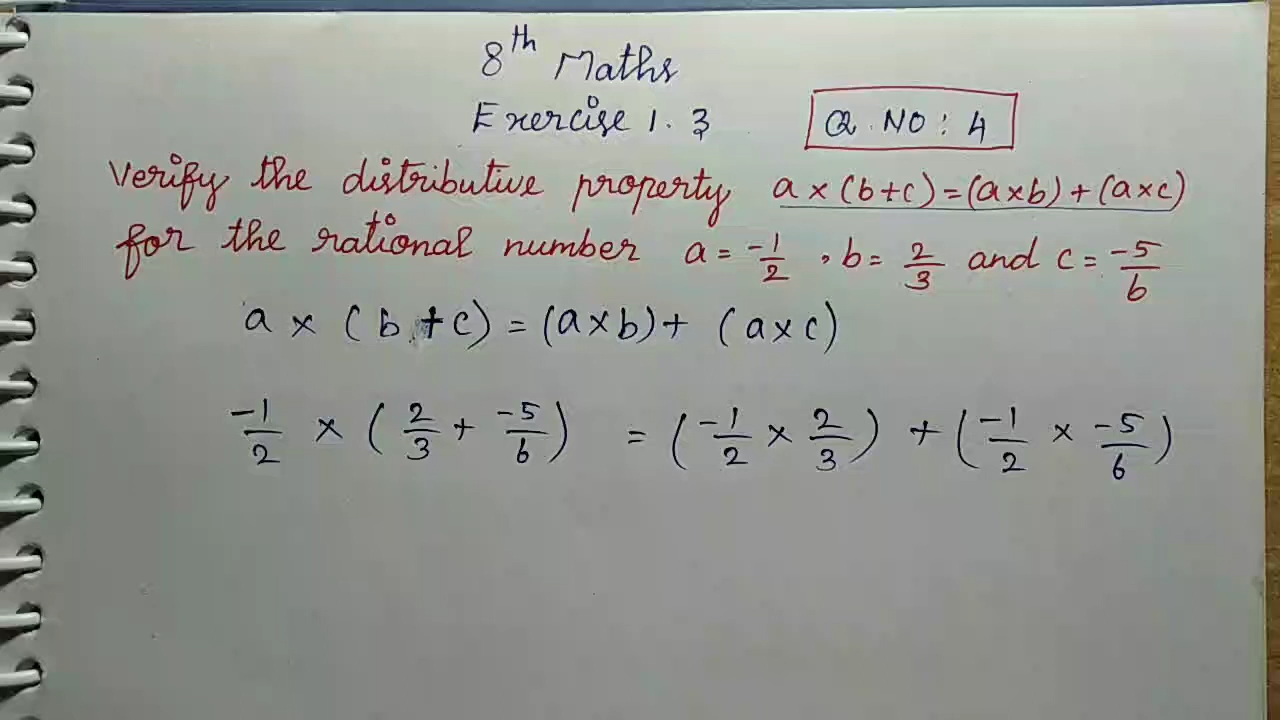 8th Maths
Exercise 1.3
Q.NO: 4
Verify the distributive property a × (b+c) = (a×b) + (a×c)
for the rational number a = -1/2 , b = 2/3 and c = -5/6
a × (b + c) = (a×b) + (a×c)
-1/2 × (2/3 + -5/6) = (-1/2 × 2/3) + (-1/2 × -5/6)